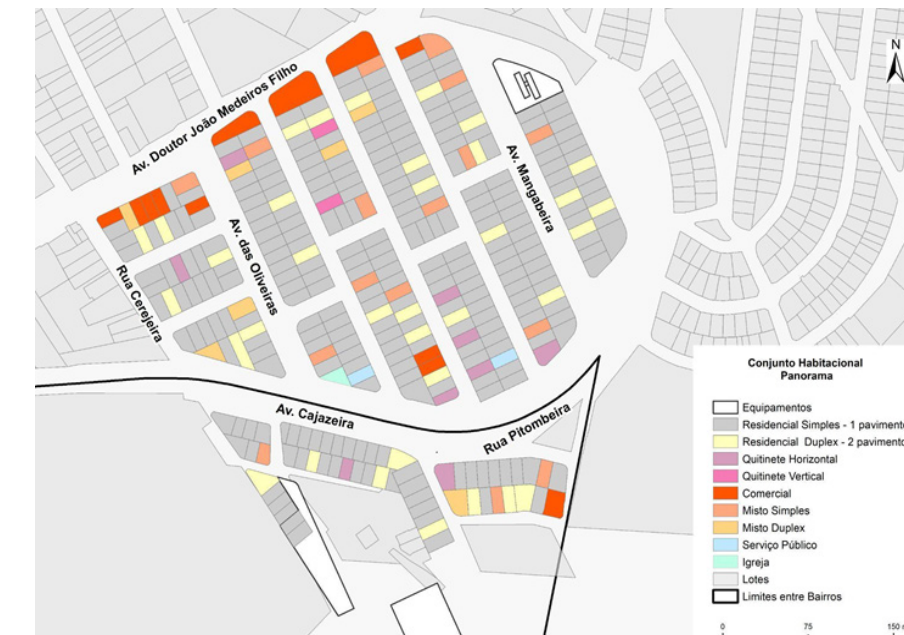 N
Av. Doutor João Medeiros Filho
Av. Mangabeira
Av. das Oliveiras
Rua Cerejeira
Av. Cajazeira
Rua Pitombeira
Conjunto Habitacional
Panorama
Equipamentos
Residencial Simples - 1 pavimento
Residencial Duplex - 2 pavimento
Quitinete Horizontal
Quitinete Vertical
Comercial
Misto Simples
Misto Duplex
Serviço Público
Igreja
Lotes
Limites entre Bairros
0 75 150 m